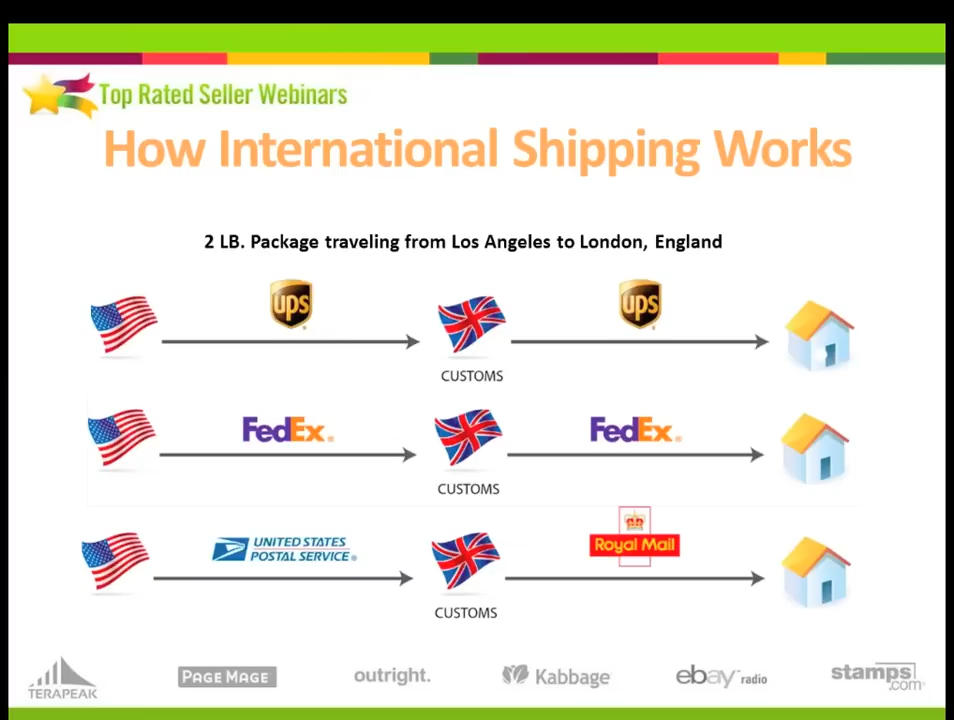 Top Rated Seller Webinars
How International Shipping Works
2 LB. Package traveling from Los Angeles to London, England
ups ups
CUSTOMS
FedEx® FedEx®
CUSTOMS
UNITED STATES
POSTAL SERVICE®
Royal Mail
CUSTOMS
TERAPEAK
PAGE MAGE
outright.
Kabbage
ebay™ radio
stamps
.com®